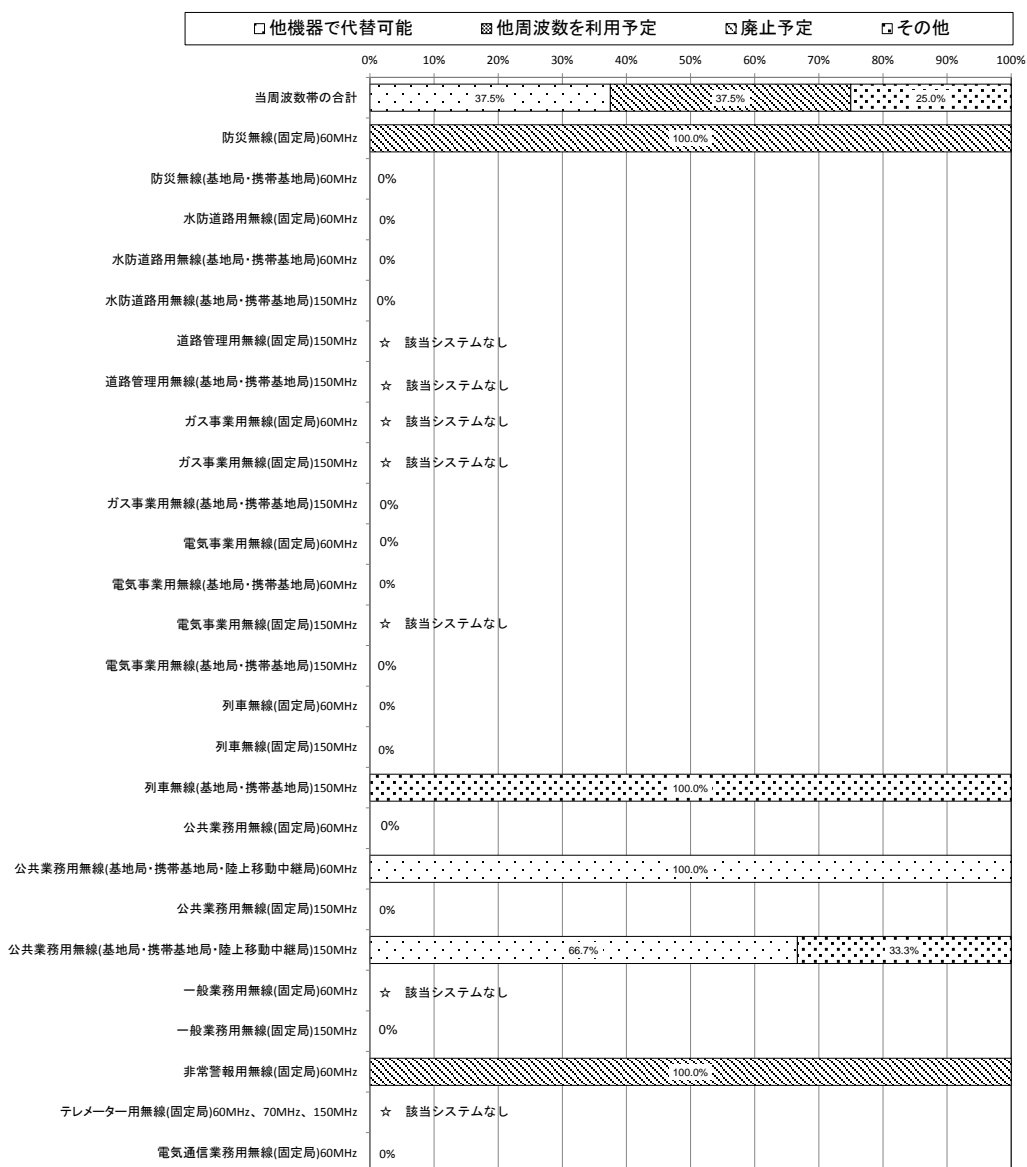 他機器で代替可能 他周波数を利用予定 廃止予定 その他
0% 10% 20% 30% 40% 50% 60% 70% 80% 90% 100%
当周波数帯の合計 37.5% 37.5% 25.0%
防災無線(固定局)60MHz 100.0%
防災無線(基地局・携帯基地局)60MHz 0%
水防道路用無線(固定局)60MHz 0%
水防道路用無線(基地局・携帯基地局)60MHz 0%
水防道路用無線(基地局・携帯基地局)150MHz 0%
道路管理用無線(固定局)150MHz ☆ 該当システムなし
道路管理用無線(基地局・携帯基地局)150MHz ☆ 該当システムなし
ガス事業用無線(固定局)60MHz ☆ 該当システムなし
ガス事業用無線(固定局)150MHz ☆ 該当システムなし
ガス事業用無線(基地局・携帯基地局)150MHz 0%
電気事業用無線(固定局)60MHz 0%
電気事業用無線(基地局・携帯基地局)60MHz 0%
電気事業用無線(固定局)150MHz ☆ 該当システムなし
電気事業用無線(基地局・携帯基地局)150MHz 0%
列車無線(固定局)60MHz 0%
列車無線(固定局)150MHz 0%
列車無線(基地局・携帯基地局)150MHz 100.0%
公共業務用無線(固定局)60MHz 0%
公共業務用無線(基地局・携帯基地局・陸上移動中継局)60MHz 100.0%
公共業務用無線(固定局)150MHz 0%
公共業務用無線(基地局・携帯基地局・陸上移動中継局)150MHz 66.7% 33.3%
一般業務用無線(固定局)60MHz ☆ 該当システムなし
一般業務用無線(固定局)150MHz 0%
非常警報用無線(固定局)60MHz 100.0%
テレメーター用無線(固定局)60MHz、70MHz、150MHz ☆ 該当システムなし
電気通信業務用無線(固定局)60MHz 0%